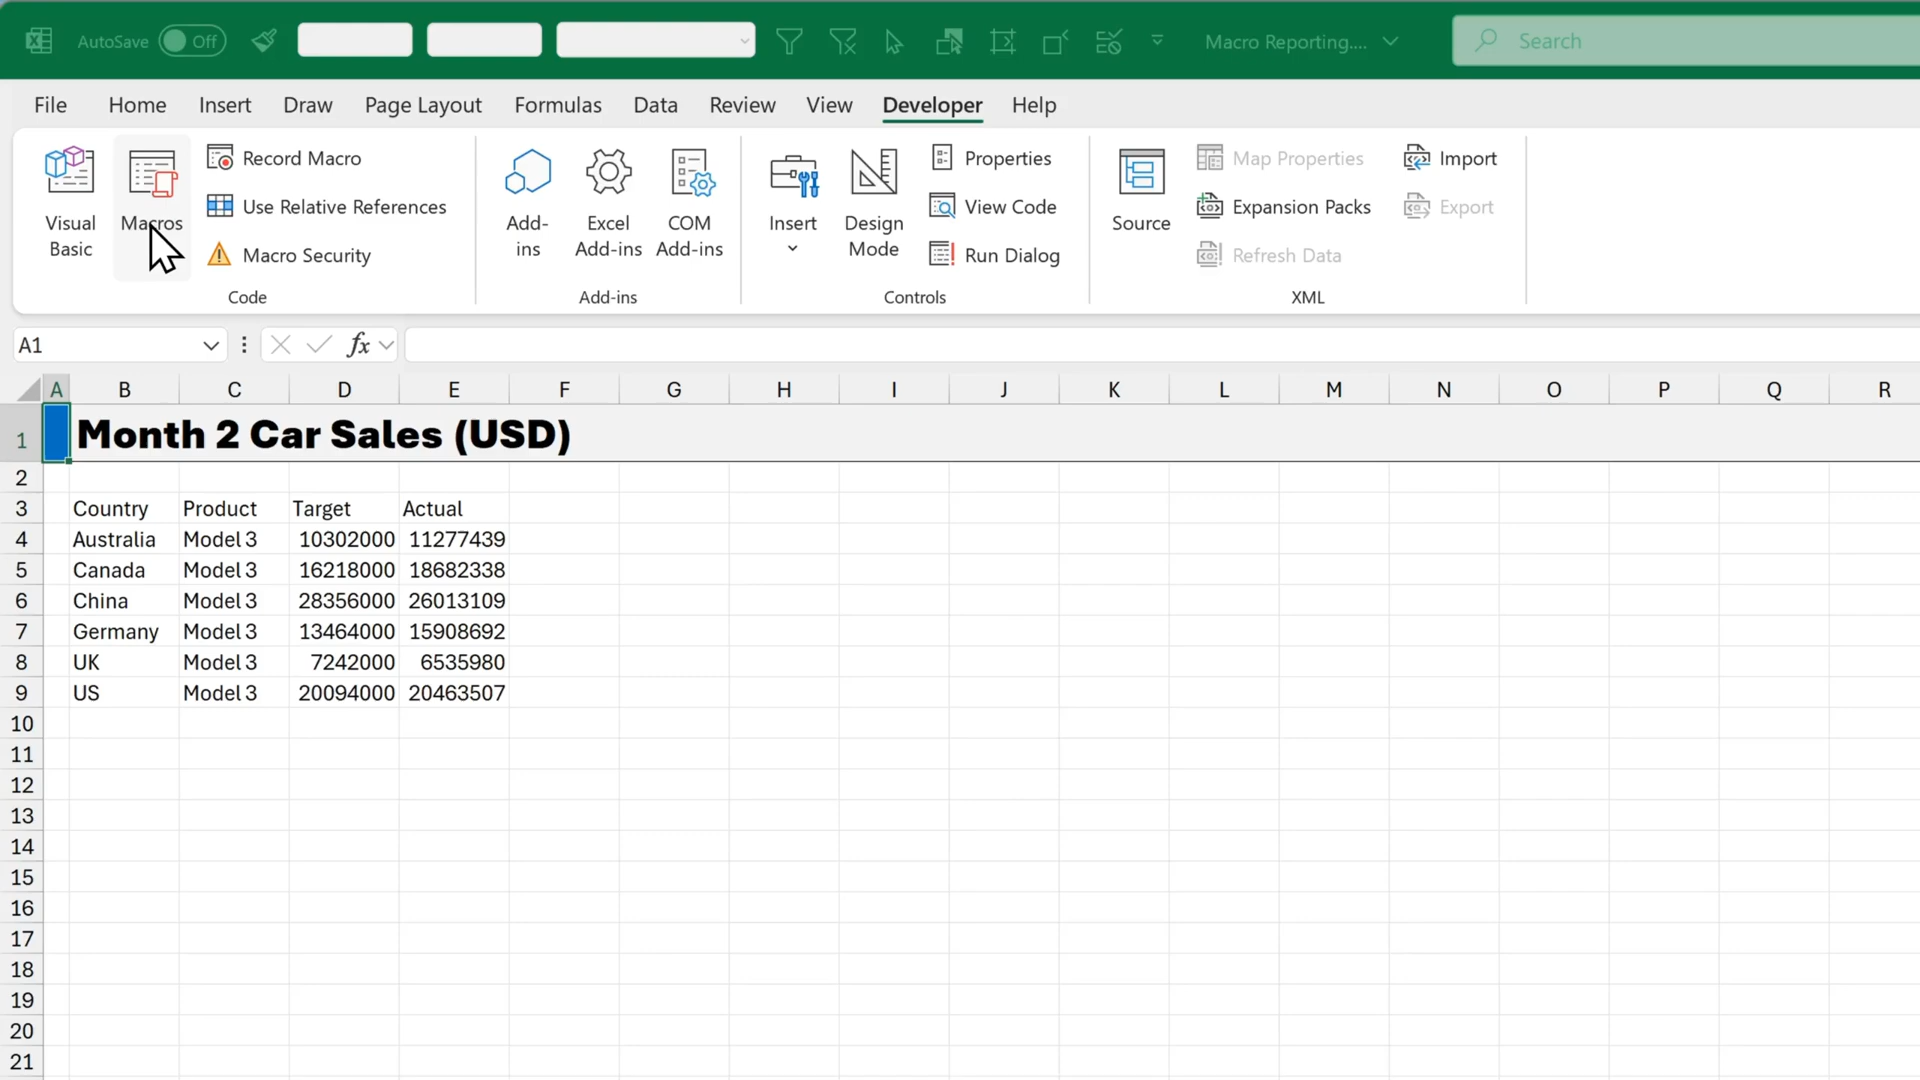 AutoSave Off Macro Reporting.... Search
File Home Insert Draw Page Layout Formulas Data Review View Developer Help
Visual Basic
Macros
Record Macro
Use Relative References
Macro Security
Code
Add-ins
Excel Add-ins
COM Add-ins
Add-ins
Insert
Design Mode
Properties
View Code
Run Dialog
Controls
Source
Map Properties
Expansion Packs
Refresh Data
Import
Export
XML
A1 fx
A B C D E F G H I J K L M N O P Q R
1 Month 2 Car Sales (USD)
2
3 Country Product Target Actual
4 Australia Model 3 10302000 11277439
5 Canada Model 3 16218000 18682338
6 China Model 3 28356000 26013109
7 Germany Model 3 13464000 15908692
8 UK Model 3 7242000 6535980
9 US Model 3 20094000 20463507
10
11
12
13
14
15
16
17
18
19
20
21